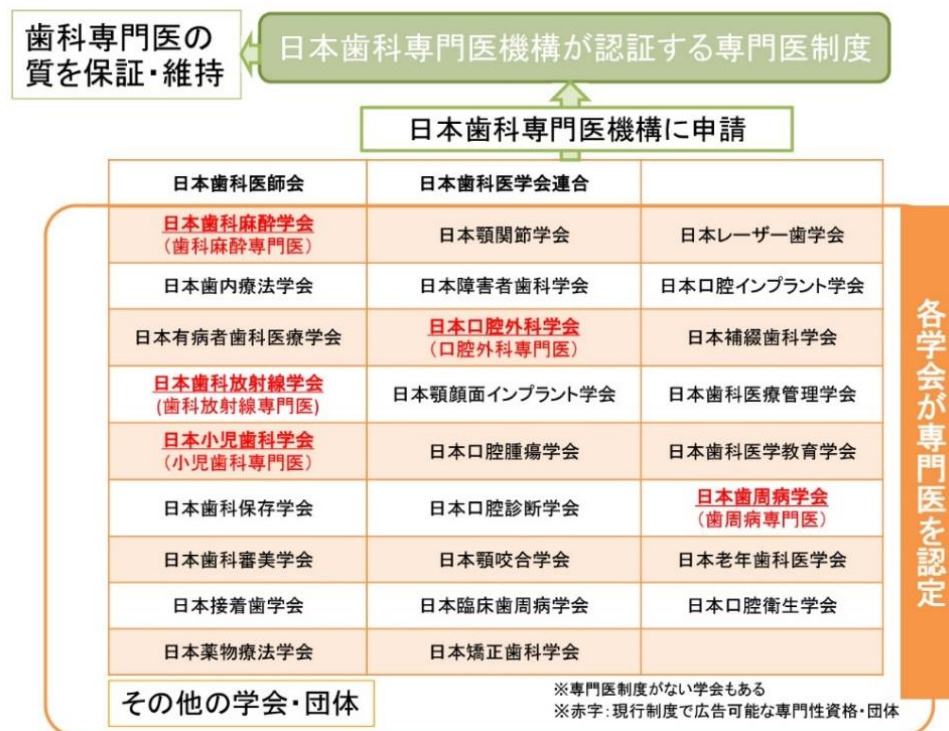 歯科専門医の
質を保証・維持
日本歯科専門医機構が認証する専門医制度
日本歯科専門医機構に申請
日本歯科医師会
日本歯科医学会連合
日本歯科麻酔学会
(歯科麻酔専門医)
日本顎関節学会
日本レーザー歯学会
日本歯内療法学会
日本障害者歯科学会
日本口腔インプラント学会
日本有病者歯科医療学会
日本口腔外科学会
(口腔外科専門医)
日本補綴歯科学会
日本歯科放射線学会
(歯科放射線専門医)
日本顎顔面インプラント学会
日本歯科医療管理学会
日本小児歯科学会
(小児歯科専門医)
日本口腔腫瘍学会
日本歯科医学教育学会
日本歯科保存学会
日本口腔診断学会
日本歯周病学会
(歯周病専門医)
日本歯科審美学会
日本顎咬合学会
日本老年歯科医学会
日本接着歯学会
日本臨床歯周病学会
日本口腔衛生学会
日本薬物療法学会
日本矯正歯科学会
各学会が専門医を認定
その他の学会・団体
※専門医制度がない学会もある
※赤字:現行制度で広告可能な専門性資格・団体